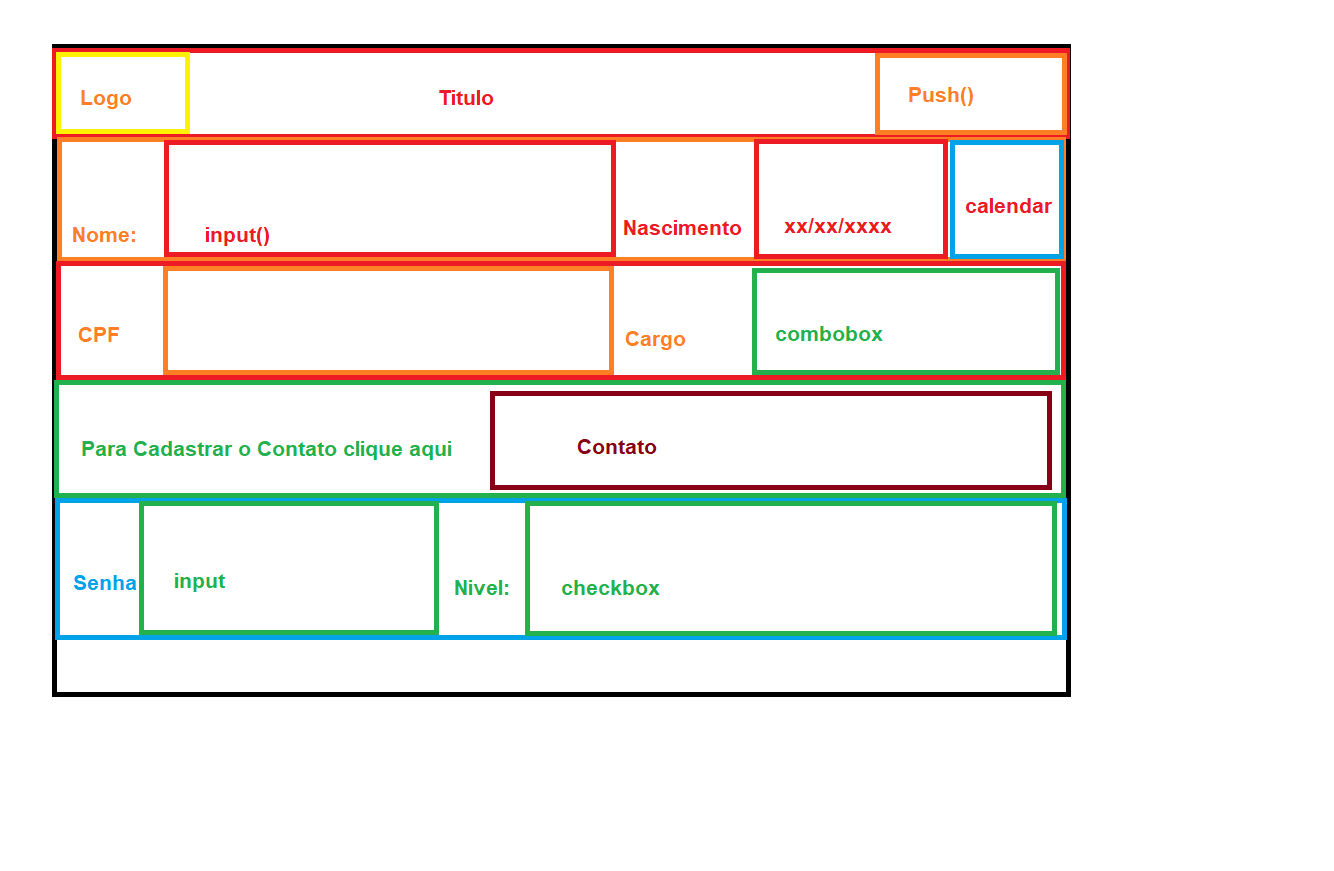 Logo
Titulo
Push()
Nome:
input()
Nascimento
xx/xx/xxxx
calendar
CPF
Cargo
combobox
Para Cadastrar o Contato clique aqui
Contato
Senha
input
Nivel:
checkbox